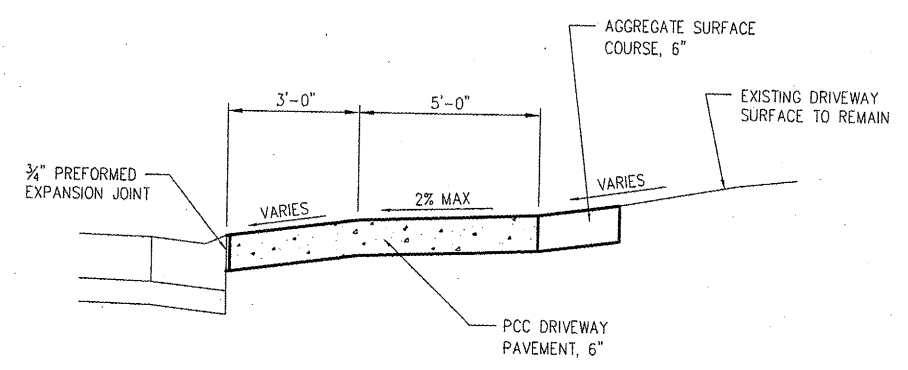 AGGREGATE SURFACE
COURSE, 6"
3'-0"
5'-0"
EXISTING DRIVEWAY
SURFACE TO REMAIN
¾" PREFORMED
EXPANSION JOINT
VARIES
2% MAX
VARIES
PCC DRIVEWAY
PAVEMENT, 6"